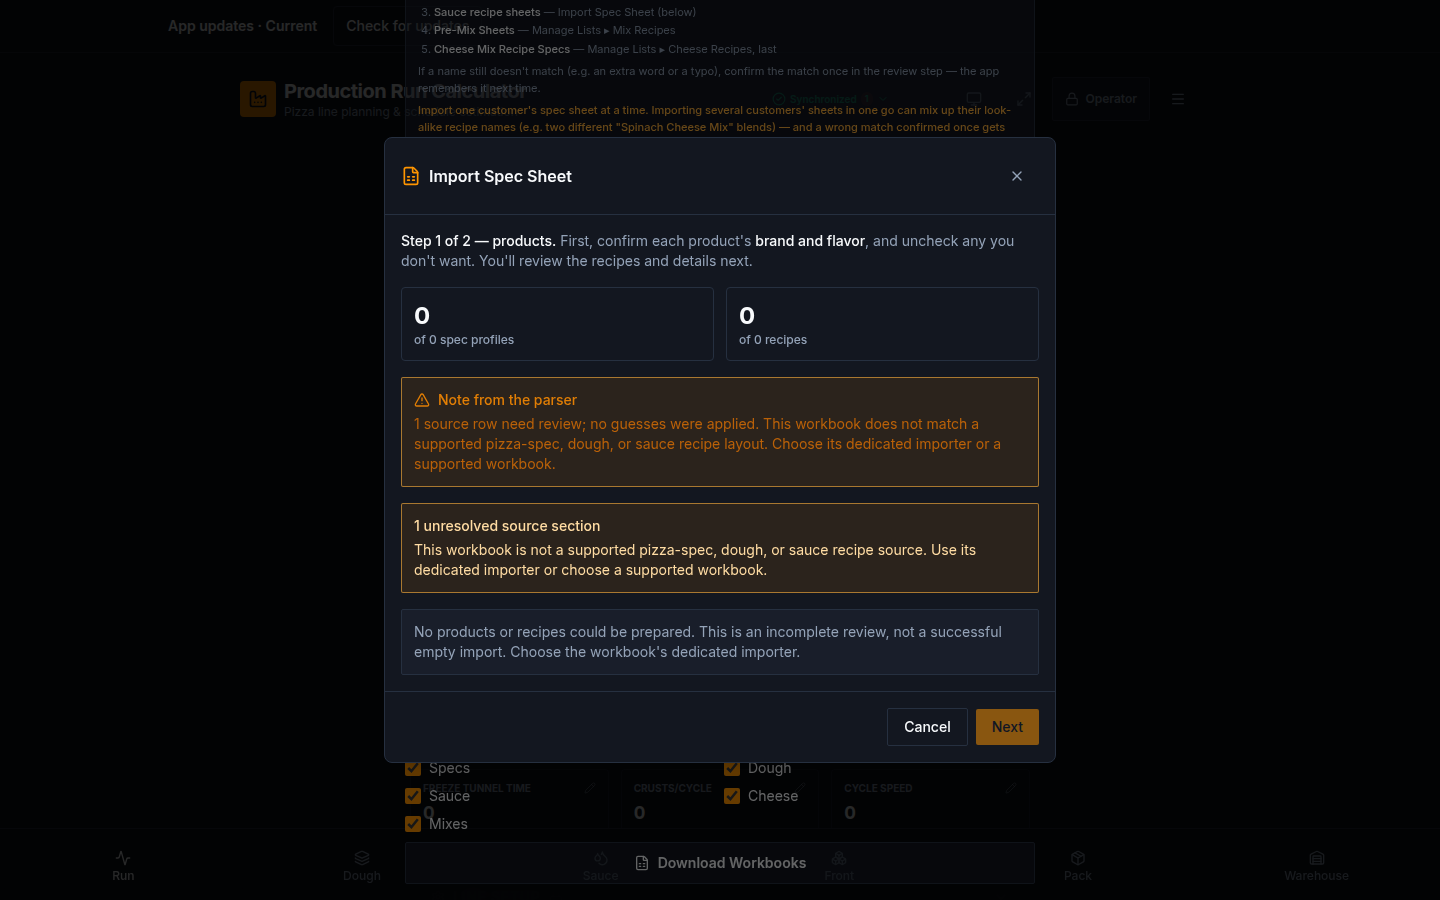 3. Sauce recipe sheets — Import Spec Sheet (below)
App updates · Current
Check for updates
4. Pre-Mix Sheets — Manage Lists ▸ Mix Recipes
5. Cheese Mix Recipe Specs — Manage Lists ▸ Cheese Recipes, last
If a name still doesn't match (e.g. an extra word or a typo), confirm the match once in the review step — the app
remembers it next time.
Production Run Calculator
Pizza line planning &
Synchronized
Operator
Import one customer's spec sheet at a time. Importing several customers' sheets in one go can mix up their look-
alike recipe names (e.g. two different "Spinach Cheese Mix" blends) — and a wrong match confirmed once gets
Import Spec Sheet
Step 1 of 2 — products. First, confirm each product's brand and flavor, and uncheck any you
don't want. You'll review the recipes and details next.
0
of 0 spec profiles
0
of 0 recipes
Note from the parser
1 source row need review; no guesses were applied. This workbook does not match a
supported pizza-spec, dough, or sauce recipe layout. Choose its dedicated importer or a
supported workbook.
1 unresolved source section
This workbook is not a supported pizza-spec, dough, or sauce recipe source. Use its
dedicated importer or choose a supported workbook.
No products or recipes could be prepared. This is an incomplete review, not a successful
empty import. Choose the workbook's dedicated importer.
Cancel
Next
Specs
Dough
FREEZE TUNNEL TIME
CRUSTS/CYCLE
CYCLE SPEED
Sauce
Cheese
0
0
0
Mixes
Download Workbooks
Run
Dough
Sauce
Front
Pack
Warehouse